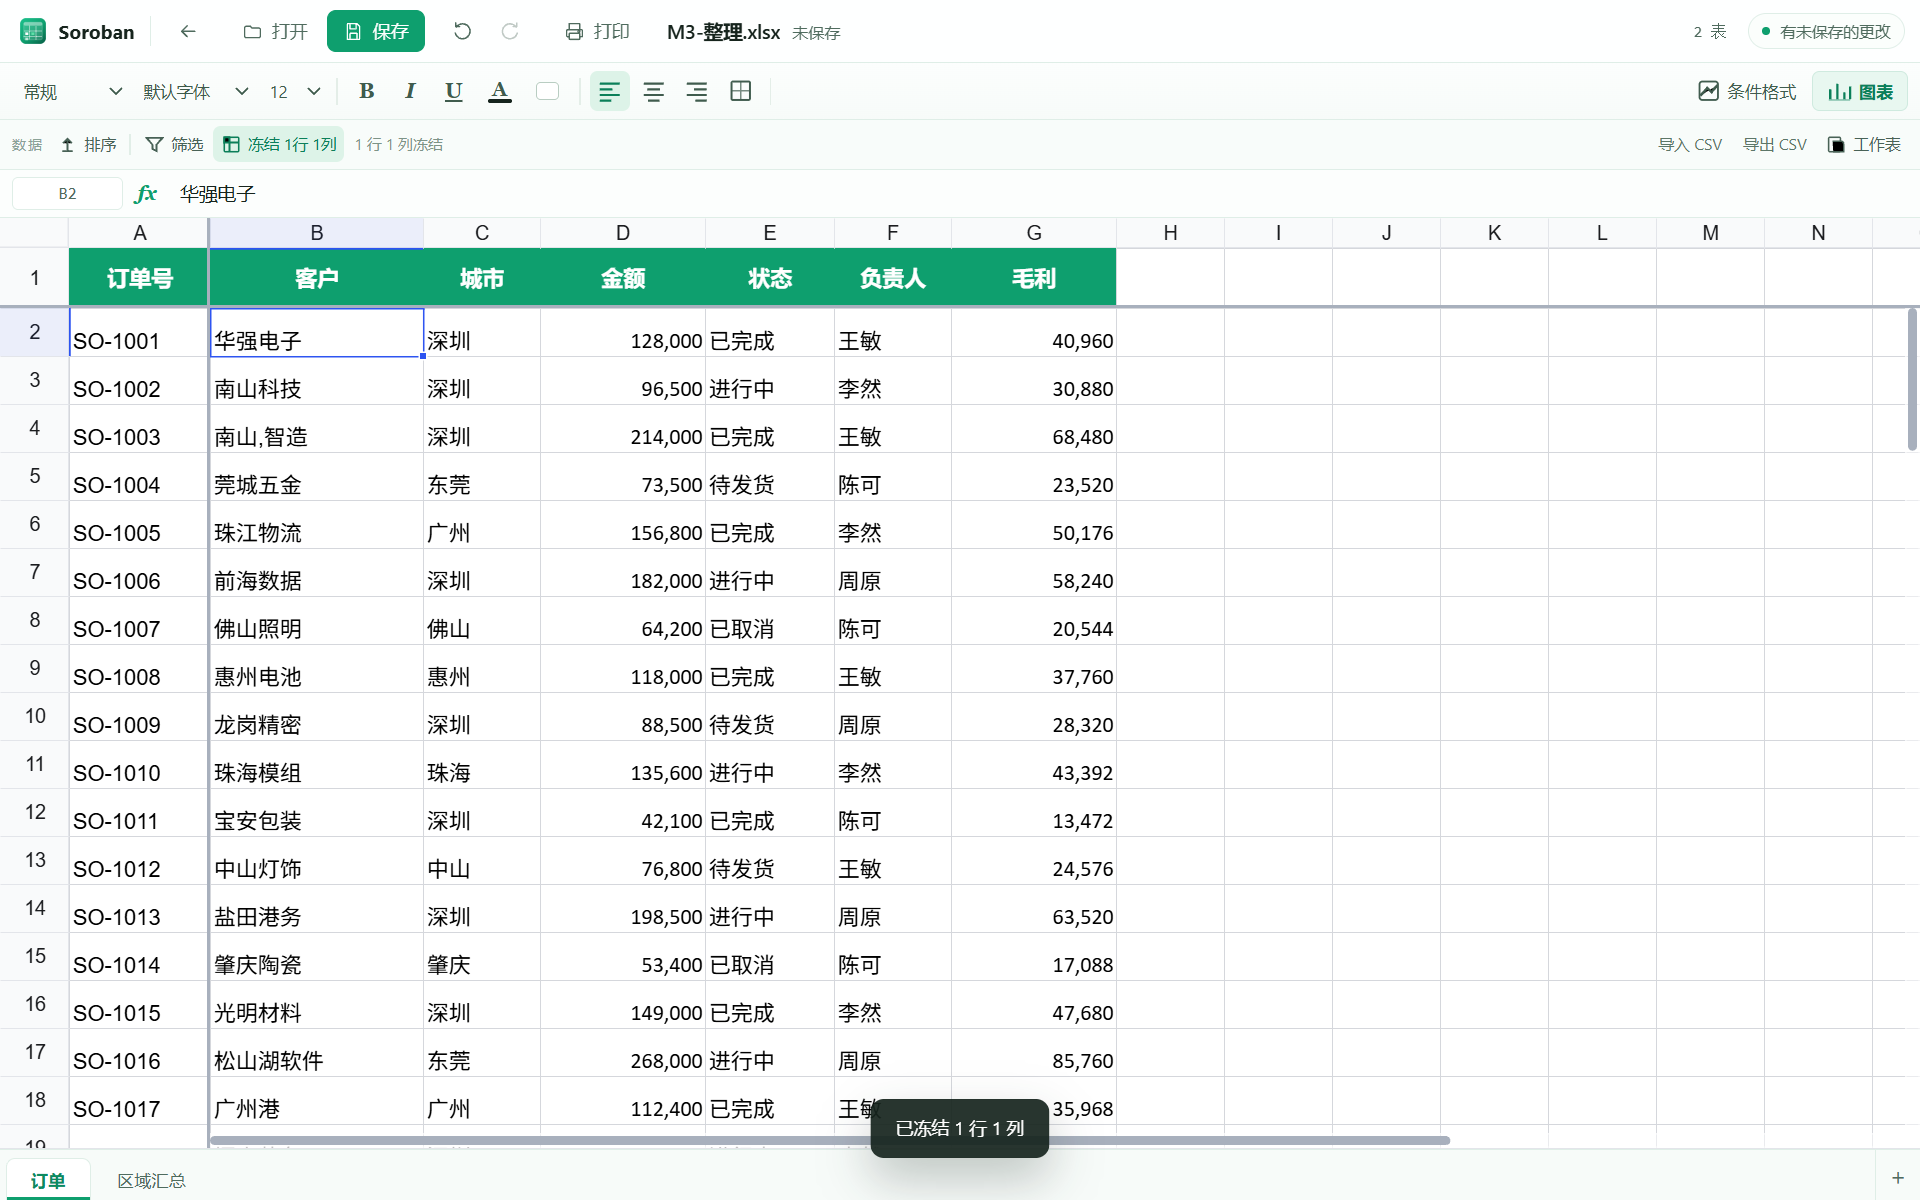 Soroban
打开
保存
打印
M3-整理.xlsx 未保存
2 表
有未保存的更改
常规
默认字体
12
B I U A
条件格式
图表
数据
排序
筛选
冻结 1行 1列
1 行 1 列冻结
导入 CSV
导出 CSV
工作表
B2
fx
华强电子
A B C D E F G H I J K L M N
1 订单号 客户 城市 金额 状态 负责人 毛利
2 SO-1001 华强电子 深圳 128,000 已完成 王敏 40,960
3 SO-1002 南山科技 深圳 96,500 进行中 李然 30,880
4 SO-1003 南山,智造 深圳 214,000 已完成 王敏 68,480
5 SO-1004 莞城五金 东莞 73,500 待发货 陈可 23,520
6 SO-1005 珠江物流 广州 156,800 已完成 李然 50,176
7 SO-1006 前海数据 深圳 182,000 进行中 周原 58,240
8 SO-1007 佛山照明 佛山 64,200 已取消 陈可 20,544
9 SO-1008 惠州电池 惠州 118,000 已完成 王敏 37,760
10 SO-1009 龙岗精密 深圳 88,500 待发货 周原 28,320
11 SO-1010 珠海模组 珠海 135,600 进行中 李然 43,392
12 SO-1011 宝安包装 深圳 42,100 已完成 陈可 13,472
13 SO-1012 中山灯饰 中山 76,800 待发货 王敏 24,576
14 SO-1013 盐田港务 深圳 198,500 进行中 周原 63,520
15 SO-1014 肇庆陶瓷 肇庆 53,400 已取消 陈可 17,088
16 SO-1015 光明材料 深圳 149,000 已完成 李然 47,680
17 SO-1016 松山湖软件 东莞 268,000 进行中 周原 85,760
18 SO-1017 广州港 广州 112,400 已完成 王敏 35,968
19
已冻结 1 行 1 列
订单
区域汇总